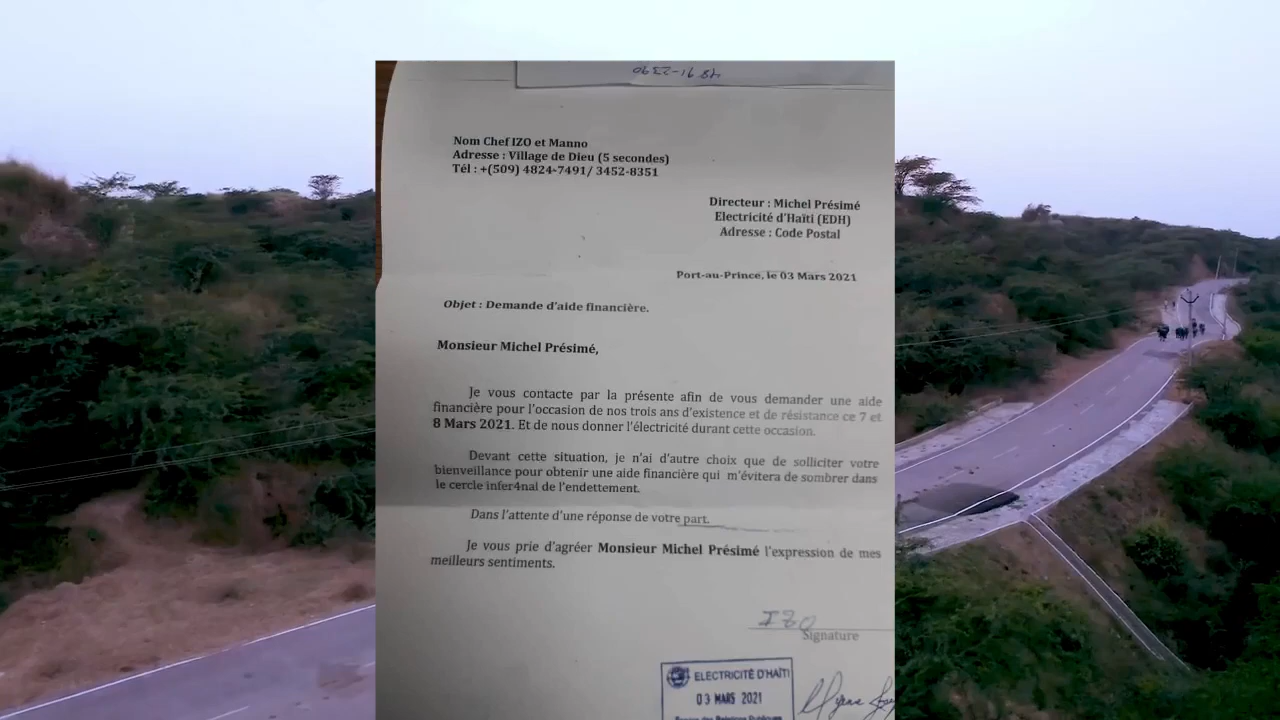 48 91-2390
Nom Chef IZO et Manno
Adresse : Village de Dieu (5 secondes)
Tél : +(509) 4824-7491/ 3452-8351
Directeur : Michel Présimé
Electricité d'Haïti (EDH)
Adresse : Code Postal
Port-au-Prince, le 03 Mars 2021
Objet : Demande d'aide financière.
Monsieur Michel Présimé,
Je vous contacte par la présente afin de vous demander une aide
financière pour l'occasion de nos trois ans d'existence et de résistance ce 7 et
8 Mars 2021. Et de nous donner l'électricité durant cette occasion.
Devant cette situation, je n'ai d'autre choix que de solliciter votre
bienveillance pour obtenir une aide financière qui m'évitera de sombrer dans
le cercle infer4nal de l'endettement.
Dans l'attente d'une réponse de votre part.
Je vous prie d'agréer Monsieur Michel Présimé l'expression de mes
meilleurs sentiments.
IZO
Signature
ELECTRICITÉ D'HAÏTI
03 MARS 2021